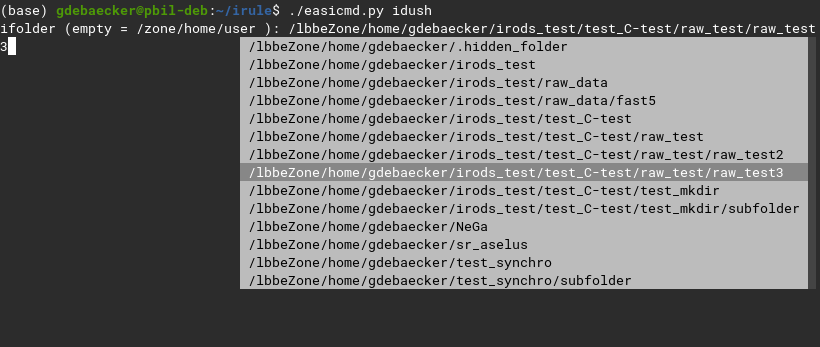 (base) gdebaecker@pbil-deb:~/irule$ ./easicmd.py idush
ifolder (empty = /zone/home/user ): /lbbeZone/home/gdebaecker/irods_test/test_C-test/raw_test/raw_test
3
/lbbeZone/home/gdebaecker/.hidden_folder
/lbbeZone/home/gdebaecker/irods_test
/lbbeZone/home/gdebaecker/irods_test/raw_data
/lbbeZone/home/gdebaecker/irods_test/raw_data/fast5
/lbbeZone/home/gdebaecker/irods_test/test_C-test
/lbbeZone/home/gdebaecker/irods_test/test_C-test/raw_test
/lbbeZone/home/gdebaecker/irods_test/test_C-test/raw_test/raw_test2
/lbbeZone/home/gdebaecker/irods_test/test_C-test/raw_test/raw_test3
/lbbeZone/home/gdebaecker/irods_test/test_C-test/test_mkdir
/lbbeZone/home/gdebaecker/irods_test/test_C-test/test_mkdir/subfolder
/lbbeZone/home/gdebaecker/NeGa
/lbbeZone/home/gdebaecker/sr_aselus
/lbbeZone/home/gdebaecker/test_synchro
/lbbeZone/home/gdebaecker/test_synchro/subfolder